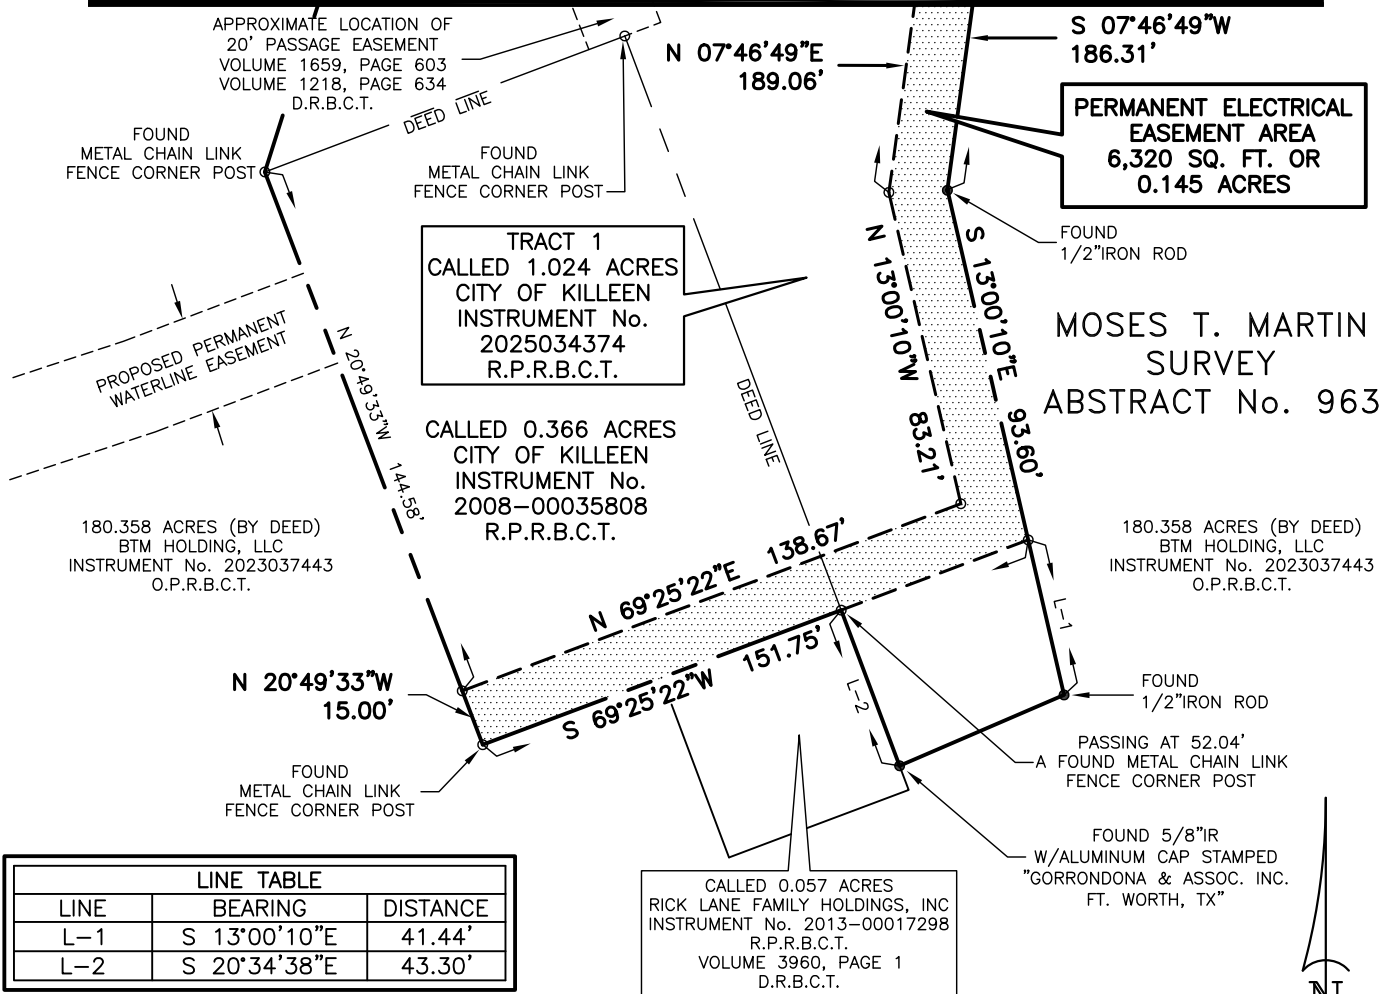 APPROXIMATE LOCATION OF
20' PASSAGE EASEMENT
VOLUME 1659, PAGE 603
VOLUME 1218, PAGE 634
D.R.B.C.T.
N 07°46'49"E
189.06'
S 07°46'49"W
186.31'
PERMANENT ELECTRICAL
EASEMENT AREA
6,320 SQ. FT. OR
0.145 ACRES
DEED LINE
FOUND
METAL CHAIN LINK
FENCE CORNER POST
FOUND
METAL CHAIN LINK
FENCE CORNER POST
FOUND
1/2"IRON ROD
TRACT 1
CALLED 1.024 ACRES
CITY OF KILLEEN
INSTRUMENT No.
2025034374
R.P.R.B.C.T.
N 13°00'10"W 83.21'
S 13°00'10"E 93.60'
MOSES T. MARTIN
SURVEY
ABSTRACT No. 963
PROPOSED PERMANENT
WATERLINE EASEMENT
N 20°49'33"W 144.58'
DEED LINE
CALLED 0.366 ACRES
CITY OF KILLEEN
INSTRUMENT No.
2008-00035808
R.P.R.B.C.T.
180.358 ACRES (BY DEED)
BTM HOLDING, LLC
INSTRUMENT No. 2023037443
O.P.R.B.C.T.
180.358 ACRES (BY DEED)
BTM HOLDING, LLC
INSTRUMENT No. 2023037443
O.P.R.B.C.T.
N 69°25'22"E 138.67'
S 69°25'22"W 151.75'
L-1
L-2
N 20°49'33"W
15.00'
FOUND
1/2"IRON ROD
PASSING AT 52.04'
A FOUND METAL CHAIN LINK
FENCE CORNER POST
FOUND
METAL CHAIN LINK
FENCE CORNER POST
FOUND 5/8"IR
W/ALUMINUM CAP STAMPED
"GORRONDONA & ASSOC. INC.
FT. WORTH, TX"
CALLED 0.057 ACRES
RICK LANE FAMILY HOLDINGS, INC
INSTRUMENT No. 2013-00017298
R.P.R.B.C.T.
VOLUME 3960, PAGE 1
D.R.B.C.T.
LINE TABLE
LINE BEARING DISTANCE
L-1 S 13°00'10"E 41.44'
L-2 S 20°34'38"E 43.30'
N